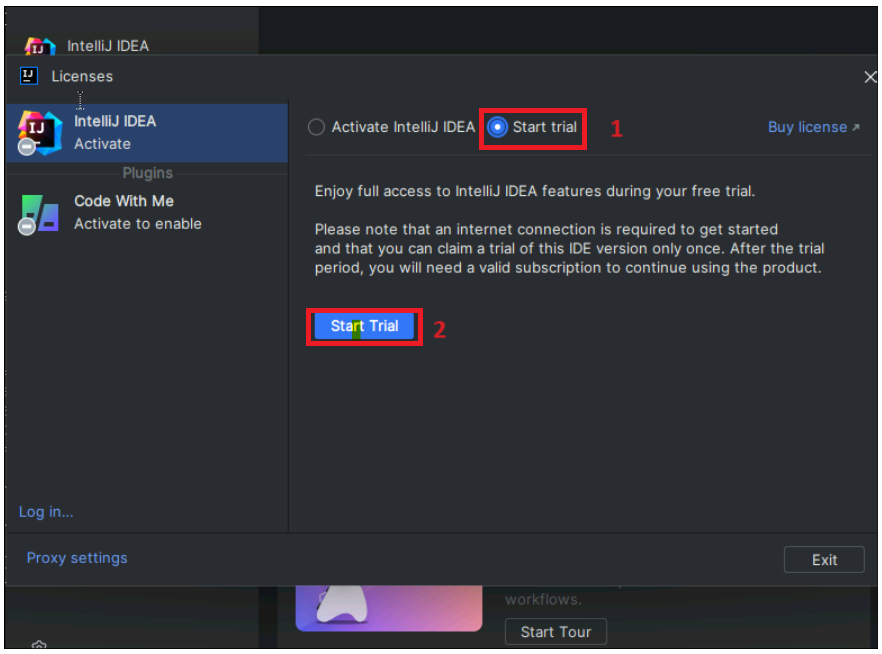 IntelliJ IDEA
IJ Licenses
IJ IntelliJ IDEA
Activate
Plugins
Code With Me
Activate to enable
Log in...
Activate IntelliJ IDEA Start trial 1 Buy license ↗
Enjoy full access to IntelliJ IDEA features during your free trial.
Please note that an internet connection is required to get started
and that you can claim a trial of this IDE version only once. After the trial
period, you will need a valid subscription to continue using the product.
Start Trial 2
Proxy settings
Exit
workflows.
Start Tour